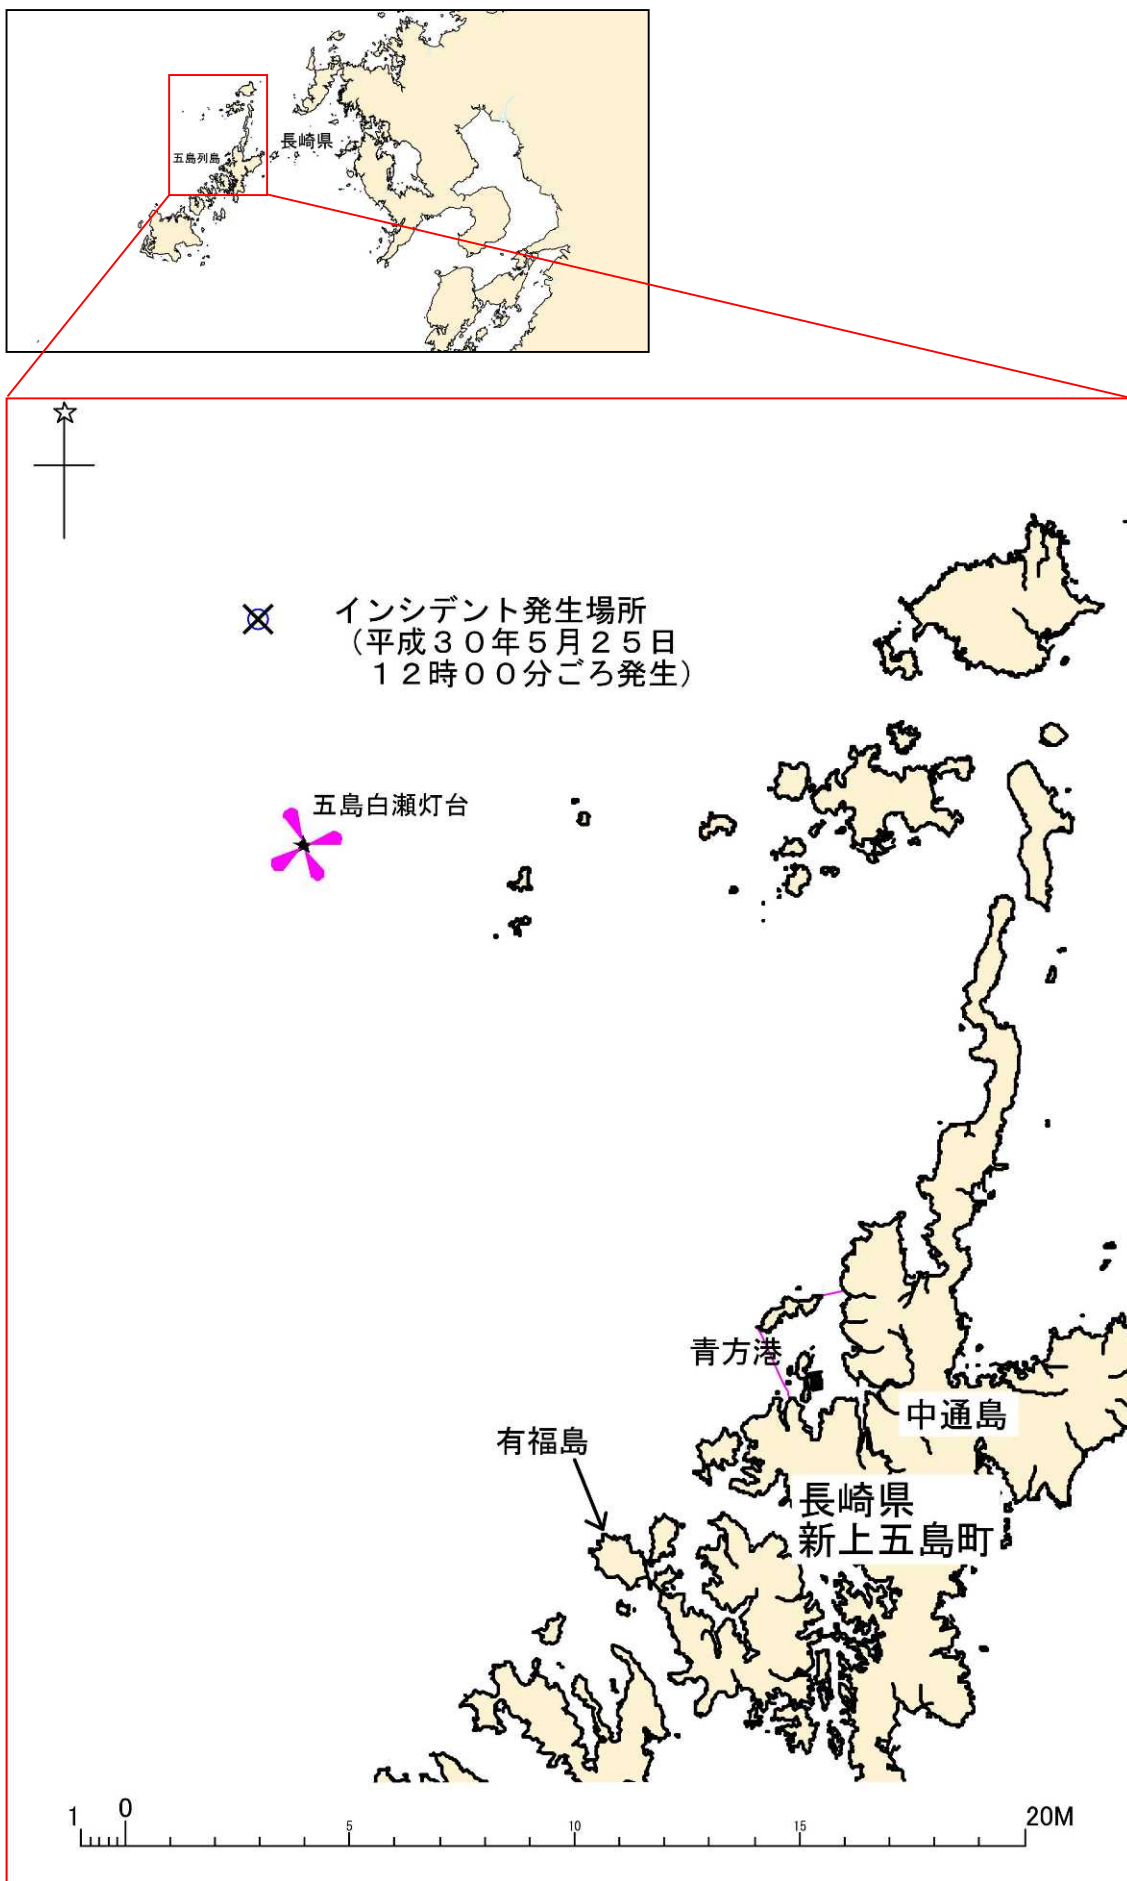 長崎県
五島列島
インシデント発生場所
（平成３０年５月２５日
１２時００分ごろ発生）
五島白瀬灯台
青方港
中通島
有福島
長崎県
新上五島町
1 0 5 10 15 20M